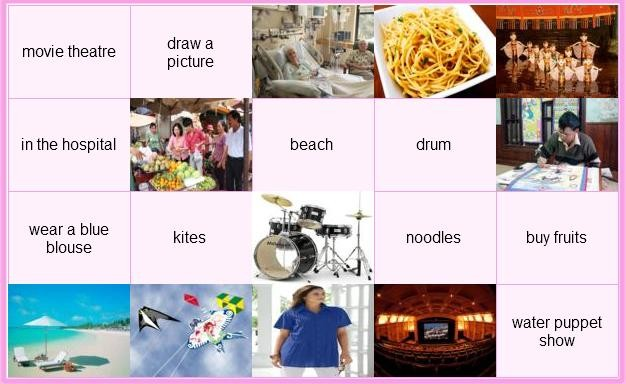 movie theatre
draw a
picture
in the hospital
beach
drum
wear a blue
blouse
kites
noodles
buy fruits
water puppet
show